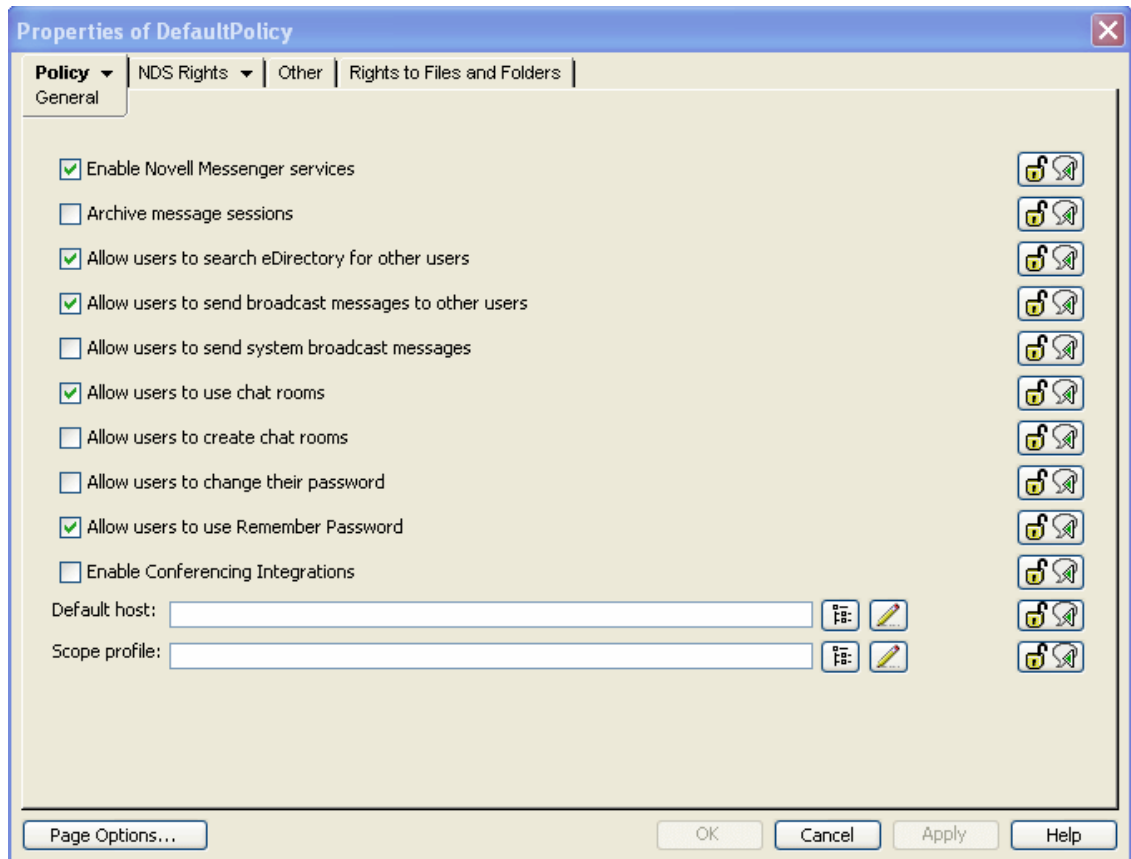 Properties of DefaultPolicy
Policy NDS Rights Other Rights to Files and Folders
General
Enable Novell Messenger services
Archive message sessions
Allow users to search eDirectory for other users
Allow users to send broadcast messages to other users
Allow users to send system broadcast messages
Allow users to use chat rooms
Allow users to create chat rooms
Allow users to change their password
Allow users to use Remember Password
Enable Conferencing Integrations
Default host:
Scope profile:
Page Options... OK Cancel Apply Help